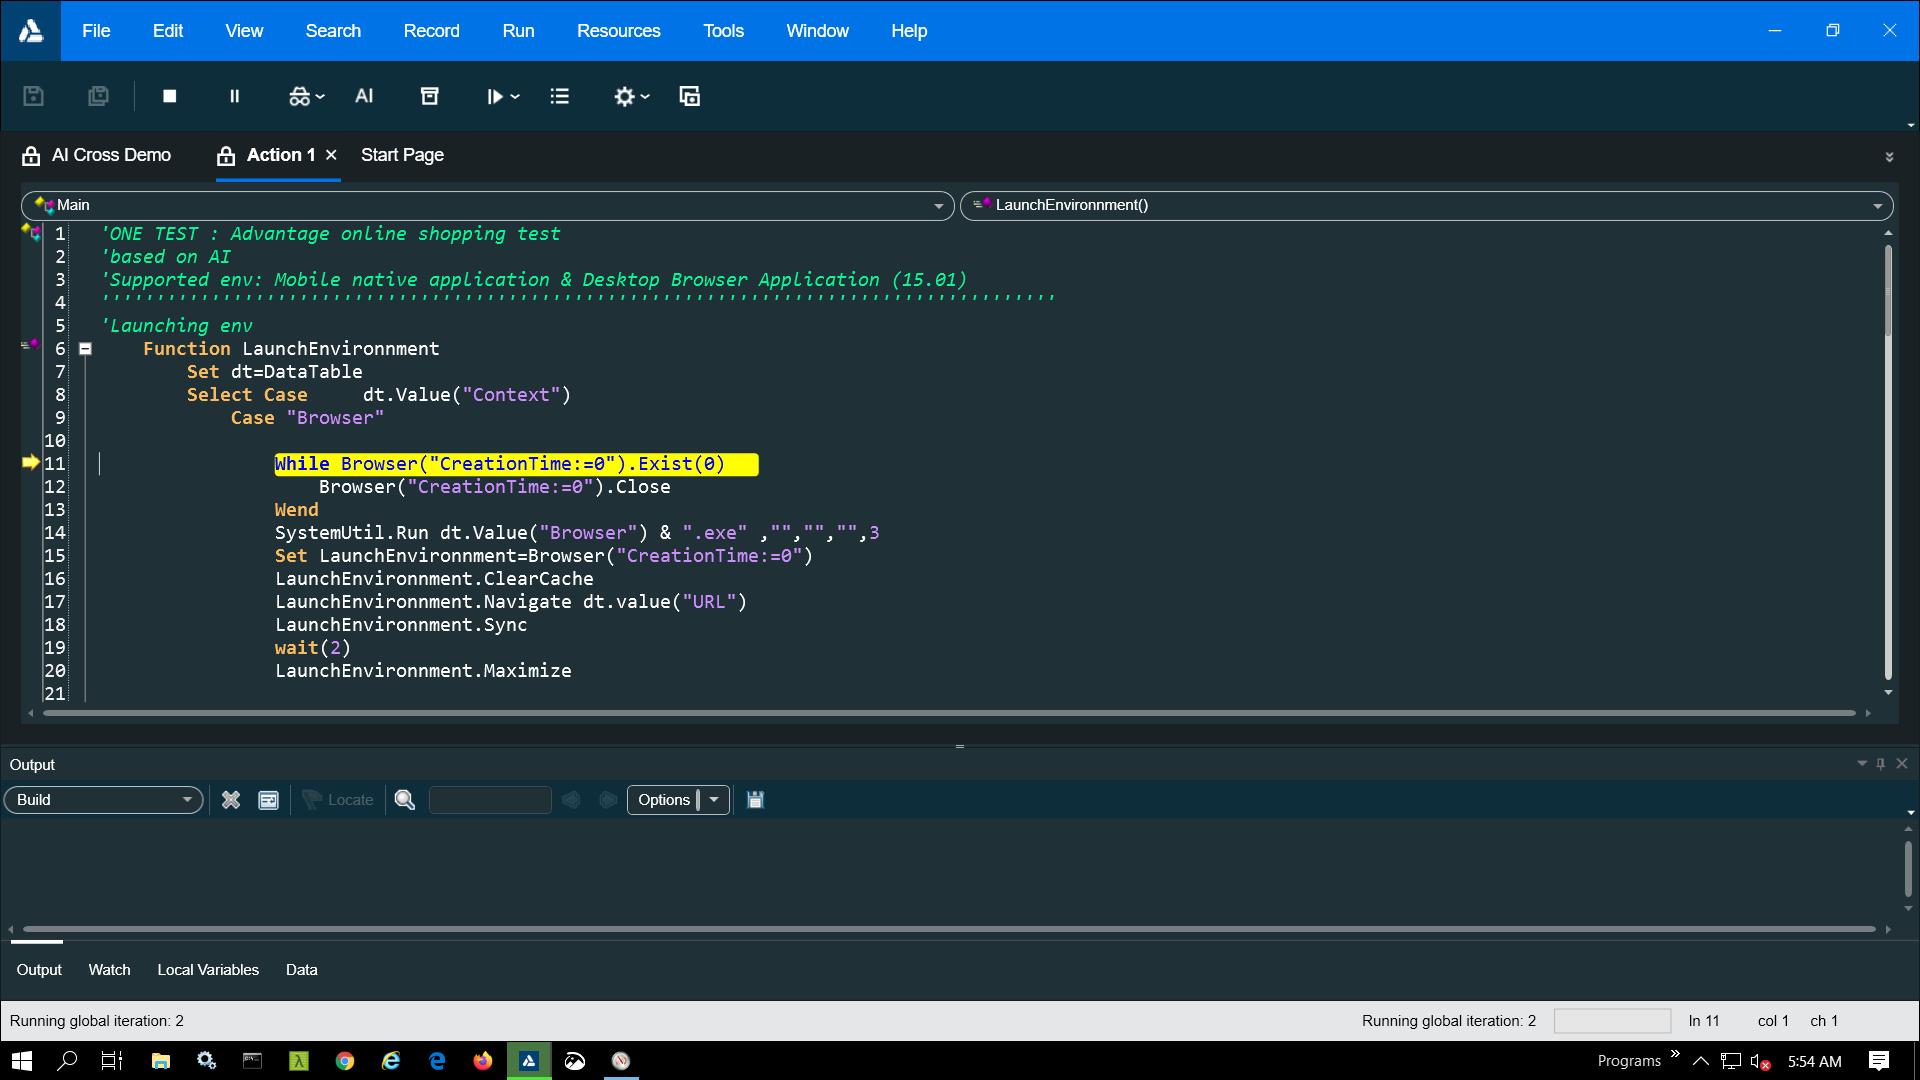 File Edit View Search Record Run Resources Tools Window Help
AI
AI Cross Demo Action 1 Start Page
Main LaunchEnvironnment()
1 'ONE TEST : Advantage online shopping test
2 'based on AI
3 'Supported env: Mobile native application & Desktop Browser Application (15.01)
4 ''''''''''''''''''''''''''''''''''''''''''''''''''''''''''''''''''''''''''''''''''''''
5 'Launching env
6 Function LaunchEnvironnment
7 Set dt=DataTable
8 Select Case dt.Value("Context")
9 Case "Browser"
10
11 While Browser("CreationTime:=0").Exist(0)
12 Browser("CreationTime:=0").Close
13 Wend
14 SystemUtil.Run dt.Value("Browser") & ".exe" ,"","","",3
15 Set LaunchEnvironnment=Browser("CreationTime:=0")
16 LaunchEnvironnment.ClearCache
17 LaunchEnvironnment.Navigate dt.value("URL")
18 LaunchEnvironnment.Sync
19 wait(2)
20 LaunchEnvironnment.Maximize
21
Output
Build Locate Options
Output Watch Local Variables Data
Running global iteration: 2 Running global iteration: 2 ln 11 col 1 ch 1
Programs 5:54 AM